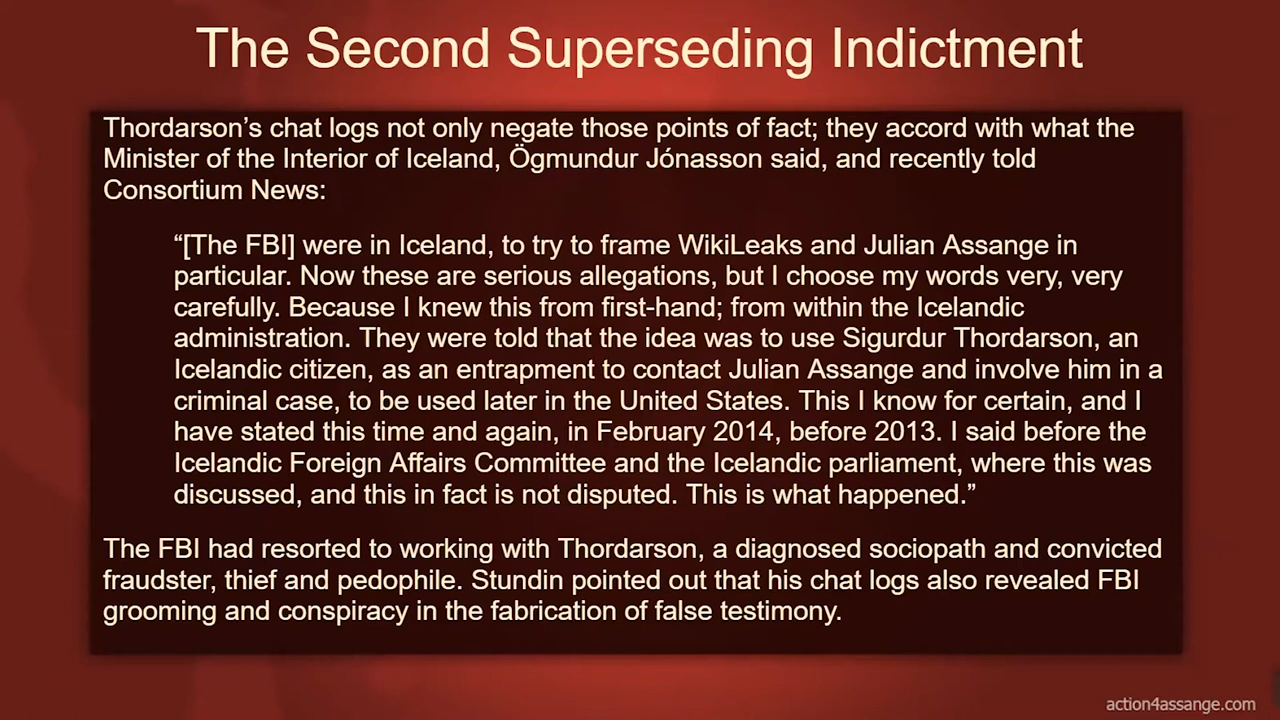 The Second Superseding Indictment
Thordarson’s chat logs not only negate those points of fact; they accord with what the
Minister of the Interior of Iceland, Ögmundur Jónasson said, and recently told
Consortium News:
“[The FBI] were in Iceland, to try to frame WikiLeaks and Julian Assange in
particular. Now these are serious allegations, but I choose my words very, very
carefully. Because I knew this from first-hand; from within the Icelandic
administration. They were told that the idea was to use Sigurdur Thordarson, an
Icelandic citizen, as an entrapment to contact Julian Assange and involve him in a
criminal case, to be used later in the United States. This I know for certain, and I
have stated this time and again, in February 2014, before 2013. I said before the
Icelandic Foreign Affairs Committee and the Icelandic parliament, where this was
discussed, and this in fact is not disputed. This is what happened.”
The FBI had resorted to working with Thordarson, a diagnosed sociopath and convicted
fraudster, thief and pedophile. Stundin pointed out that his chat logs also revealed FBI
grooming and conspiracy in the fabrication of false testimony.
action4assange.com